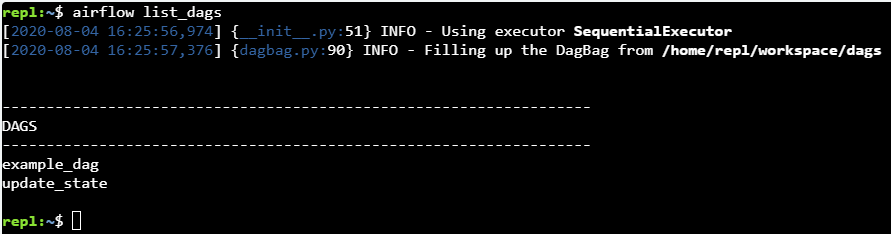 repl:~$ airflow list_dags
[2020-08-04 16:25:56,974] {__init__.py:51} INFO - Using executor SequentialExecutor
[2020-08-04 16:25:57,376] {dagbag.py:90} INFO - Filling up the DagBag from /home/repl/workspace/dags
-------------------------------------------------------------------
DAGS
-------------------------------------------------------------------
example_dag
update_state
repl:~$